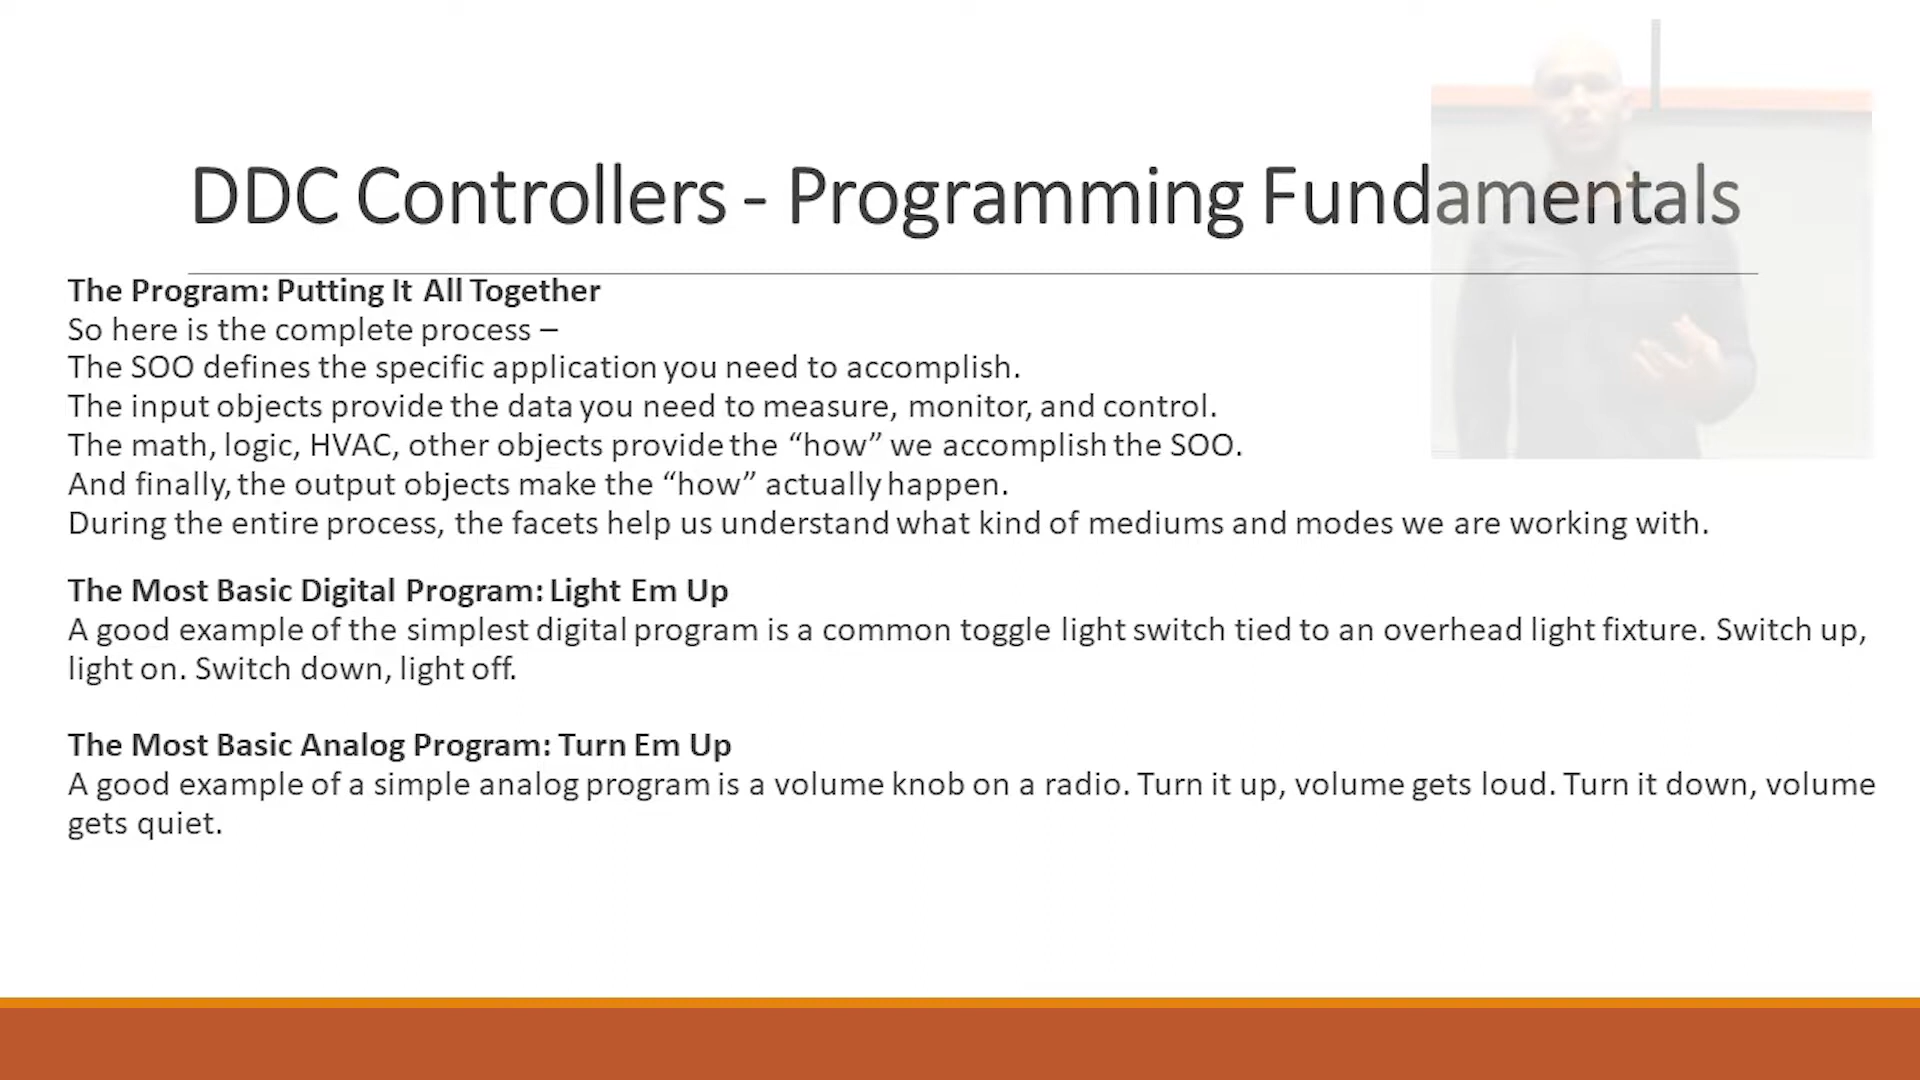 DDC Controllers - Programming Fundamentals
The Program: Putting It All Together
So here is the complete process –
The SOO defines the specific application you need to accomplish.
The input objects provide the data you need to measure, monitor, and control.
The math, logic, HVAC, other objects provide the “how” we accomplish the SOO.
And finally, the output objects make the “how” actually happen.
During the entire process, the facets help us understand what kind of mediums and modes we are working with.
The Most Basic Digital Program: Light Em Up
A good example of the simplest digital program is a common toggle light switch tied to an overhead light fixture. Switch up,
light on. Switch down, light off.
The Most Basic Analog Program: Turn Em Up
A good example of a simple analog program is a volume knob on a radio. Turn it up, volume gets loud. Turn it down, volume
gets quiet.